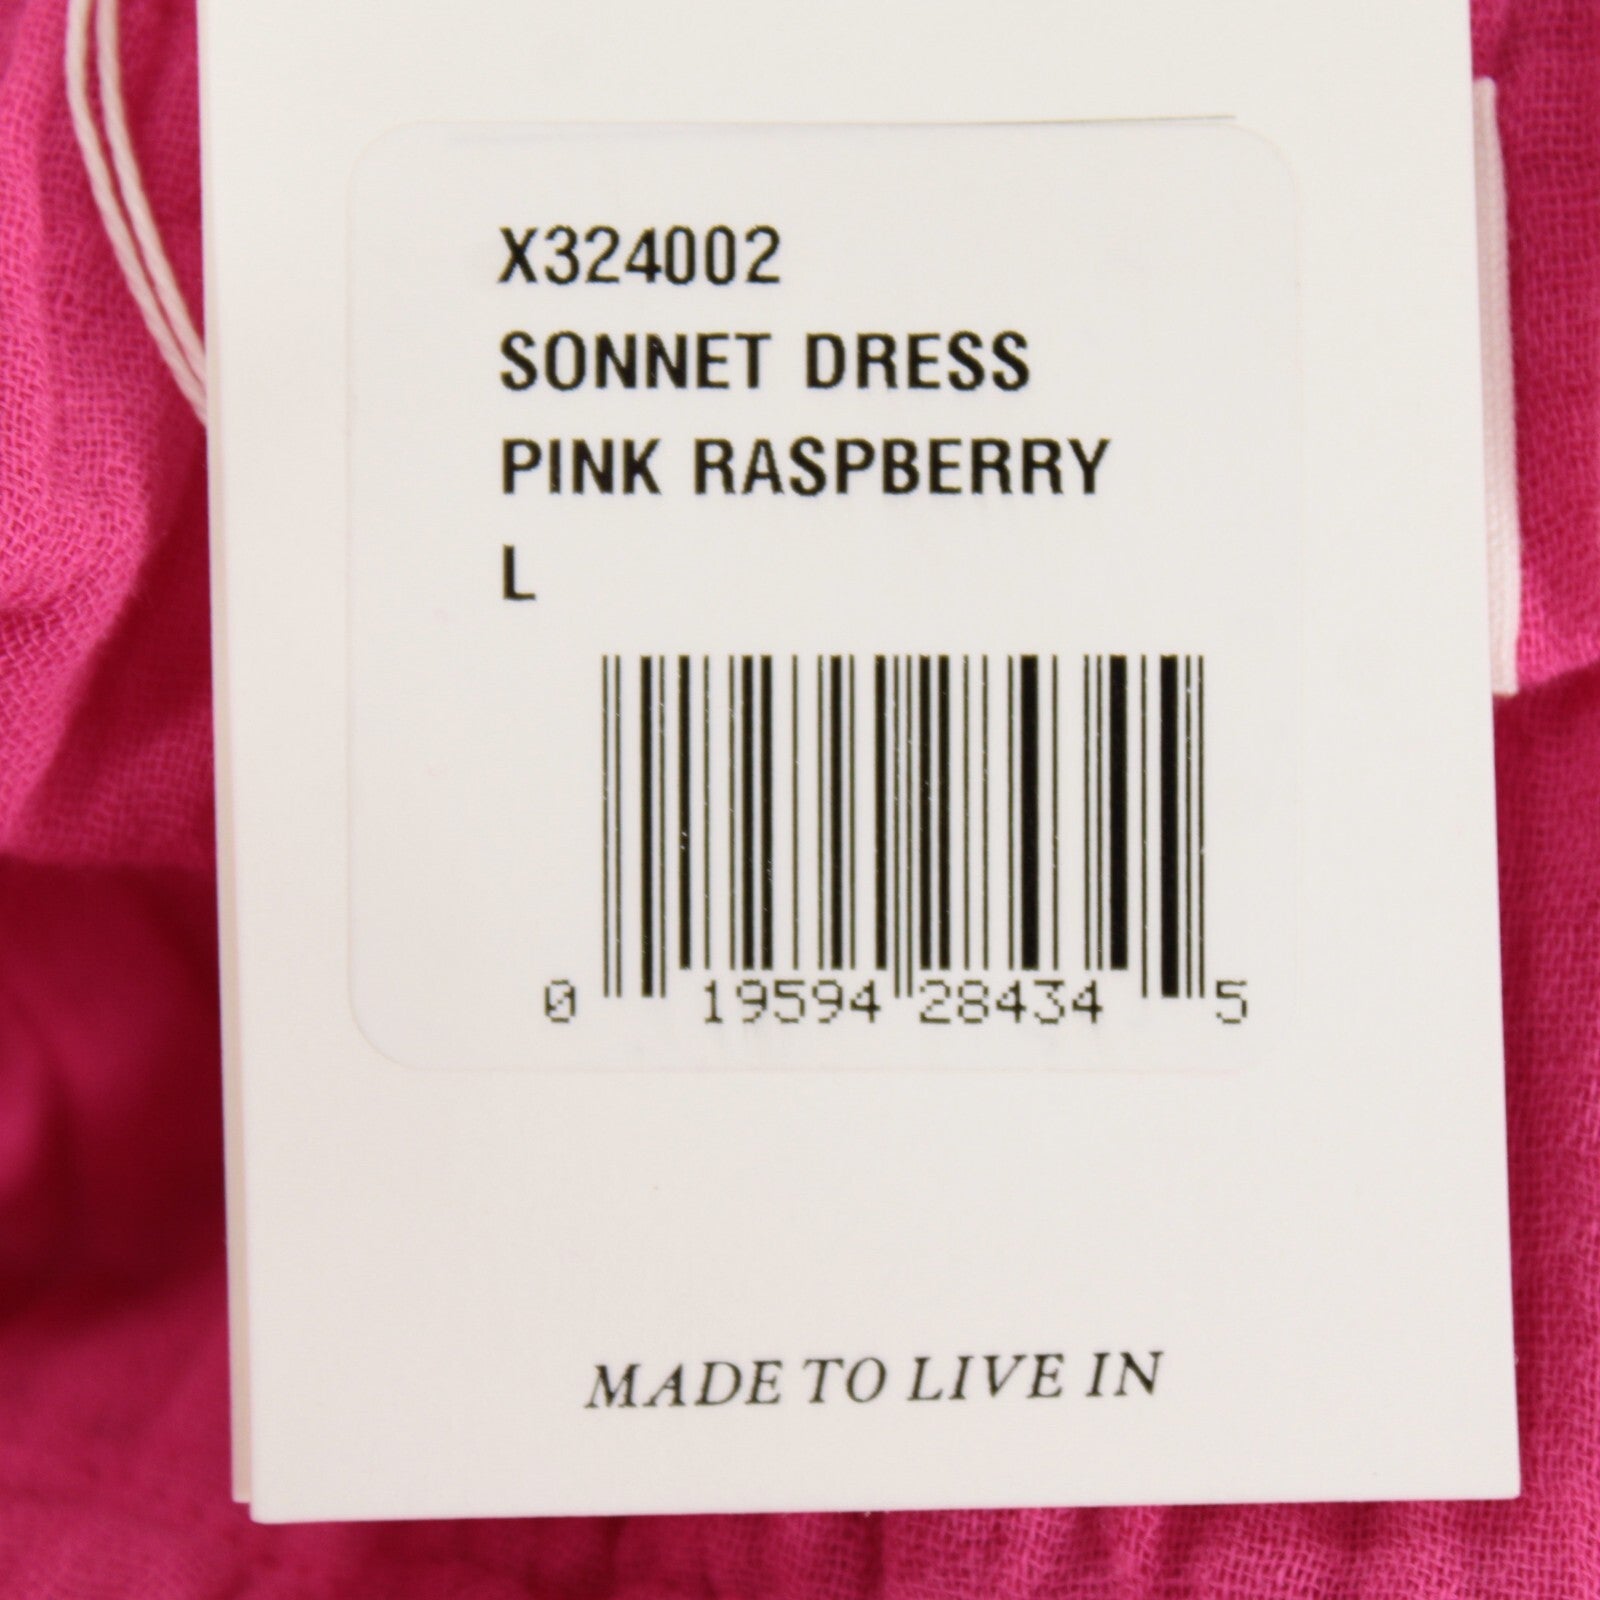 X324002
SONNET DRESS
PINK RASPBERRY
L
0 19594 28434 5
MADE TO LIVE IN